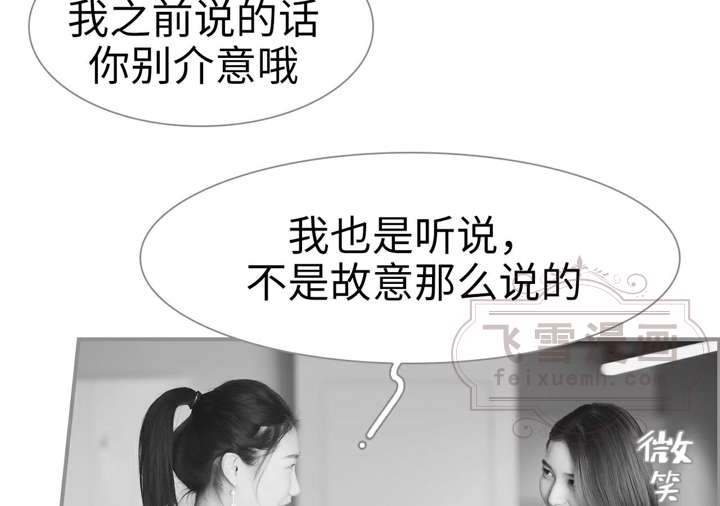 我之前说的话
你别介意哦
我也是听说，
不是故意那么说的
飞雪漫画
feixuemh.com
微
笑